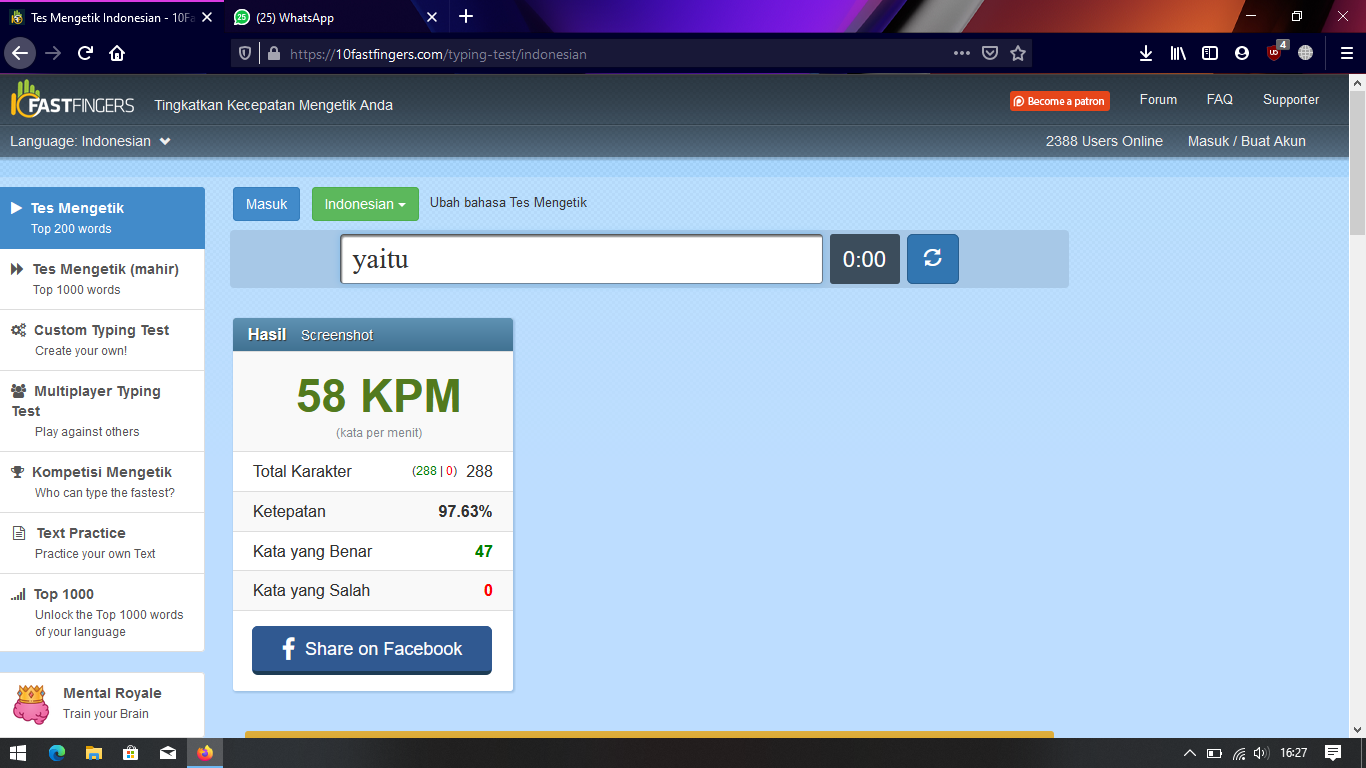 Tes Mengetik Indonesian - 10Fa
(25) WhatsApp
https://10fastfingers.com/typing-test/indonesian
4
10FASTFINGERS Tingkatkan Kecepatan Mengetik Anda
Become a patron Forum FAQ Supporter
Language: Indonesian 2388 Users Online Masuk / Buat Akun
Tes Mengetik
Top 200 words
Tes Mengetik (mahir)
Top 1000 words
Custom Typing Test
Create your own!
Multiplayer Typing
Test
Play against others
Kompetisi Mengetik
Who can type the fastest?
Text Practice
Practice your own Text
Top 1000
Unlock the Top 1000 words
of your language
Mental Royale
Train your Brain
Masuk Indonesian Ubah bahasa Tes Mengetik
yaitu 0:00
Hasil Screenshot
58 KPM
(kata per menit)
Total Karakter (288 | 0) 288
Ketepatan 97.63%
Kata yang Benar 47
Kata yang Salah 0
Share on Facebook
16:27